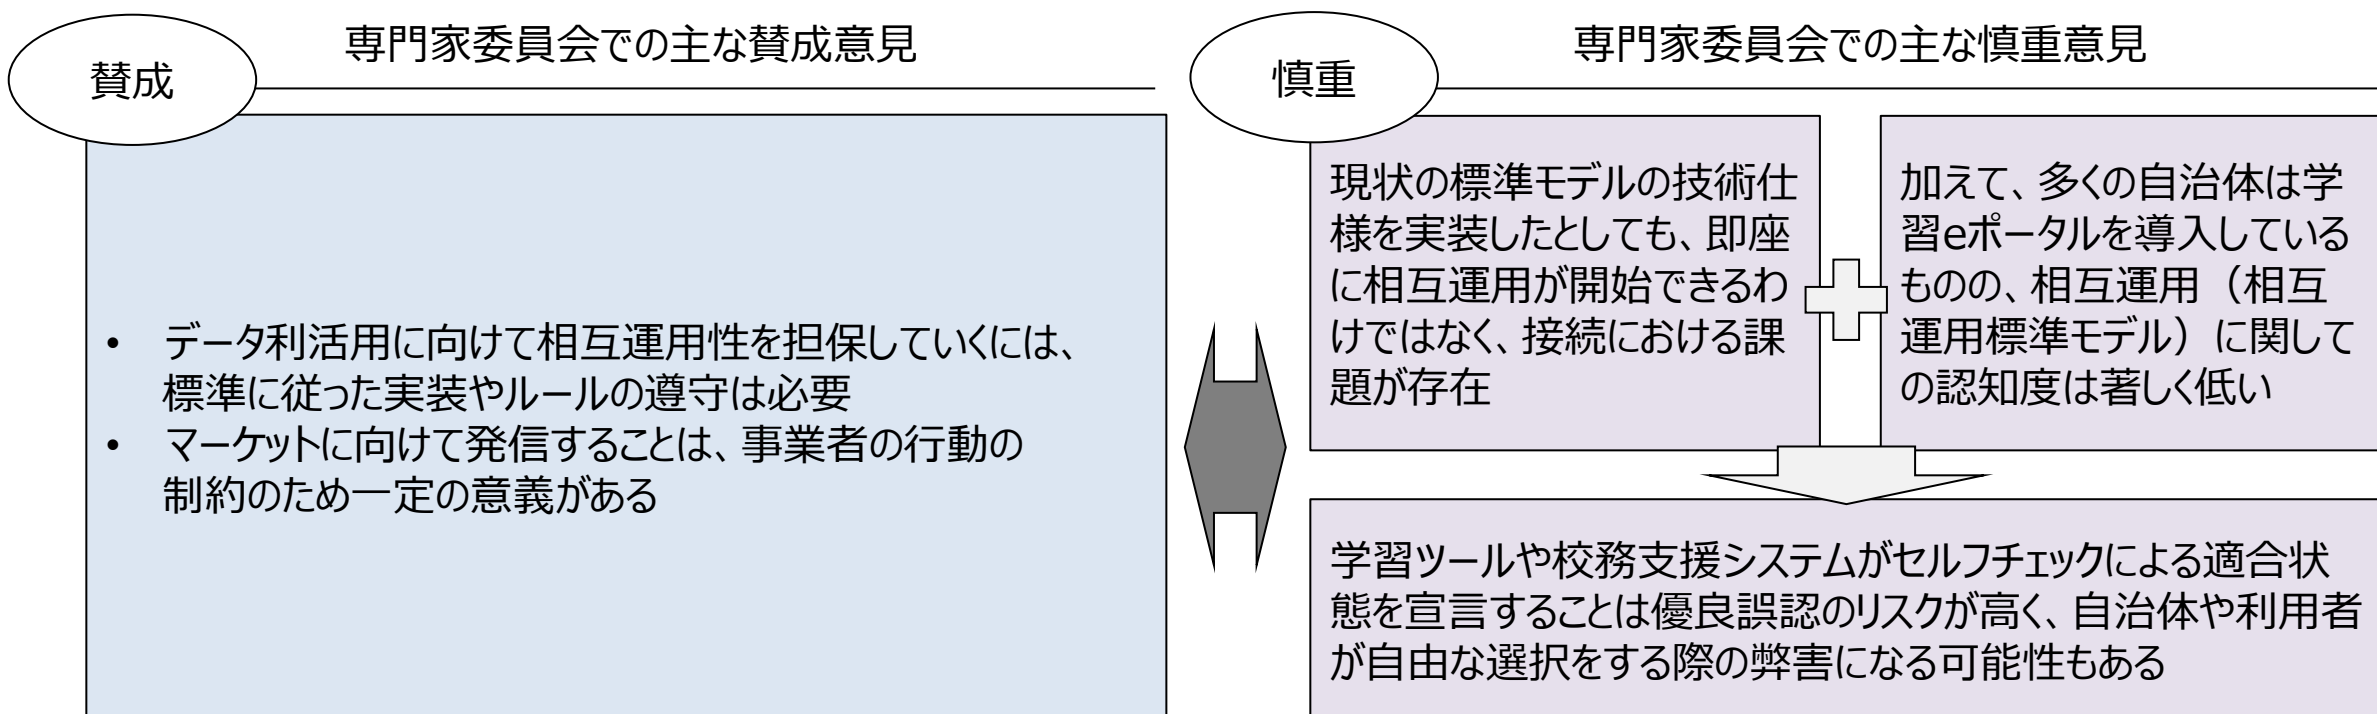 賛成
専門家委員会での主な賛成意見
• データ利活用に向けて相互運用性を担保していくには、
標準に従った実装やルールの遵守は必要
• マーケットに向けて発信することは、事業者の行動の
制約のため一定の意義がある
慎重
専門家委員会での主な慎重意見
現状の標準モデルの技術仕
様を実装したとしても、即座
に相互運用が開始できるわ
けではなく、接続における課
題が存在
加えて、多くの自治体は学
習eポータルを導入している
ものの、相互運用（相互
運用標準モデル）に関して
の認知度は著しく低い
学習ツールや校務支援システムがセルフチェックによる適合状
態を宣言することは優良誤認のリスクが高く、自治体や利用者
が自由な選択をする際の弊害になる可能性もある